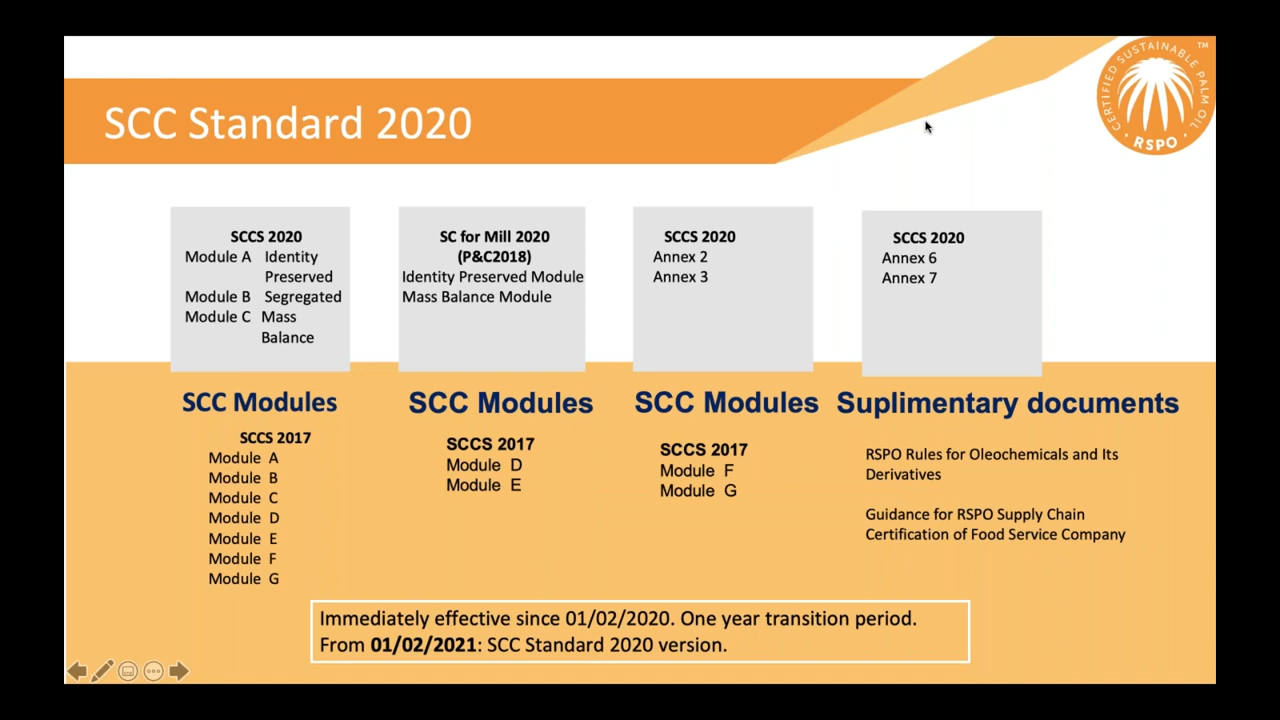 SCC Standard 2020
CERTIFIED SUSTAINABLE PALM OIL
TM
RSPO
SCCS 2020
Module A Identity
Preserved
Module B Segregated
Module C Mass
Balance
SC for Mill 2020
(P&C2018)
Identity Preserved Module
Mass Balance Module
SCCS 2020
Annex 2
Annex 3
SCCS 2020
Annex 6
Annex 7
SCC Modules
SCCS 2017
Module A
Module B
Module C
Module D
Module E
Module F
Module G
SCC Modules
SCCS 2017
Module D
Module E
SCC Modules
SCCS 2017
Module F
Module G
Suplimentary documents
RSPO Rules for Oleochemicals and Its
Derivatives
Guidance for RSPO Supply Chain
Certification of Food Service Company
Immediately effective since 01/02/2020. One year transition period.
From 01/02/2021: SCC Standard 2020 version.